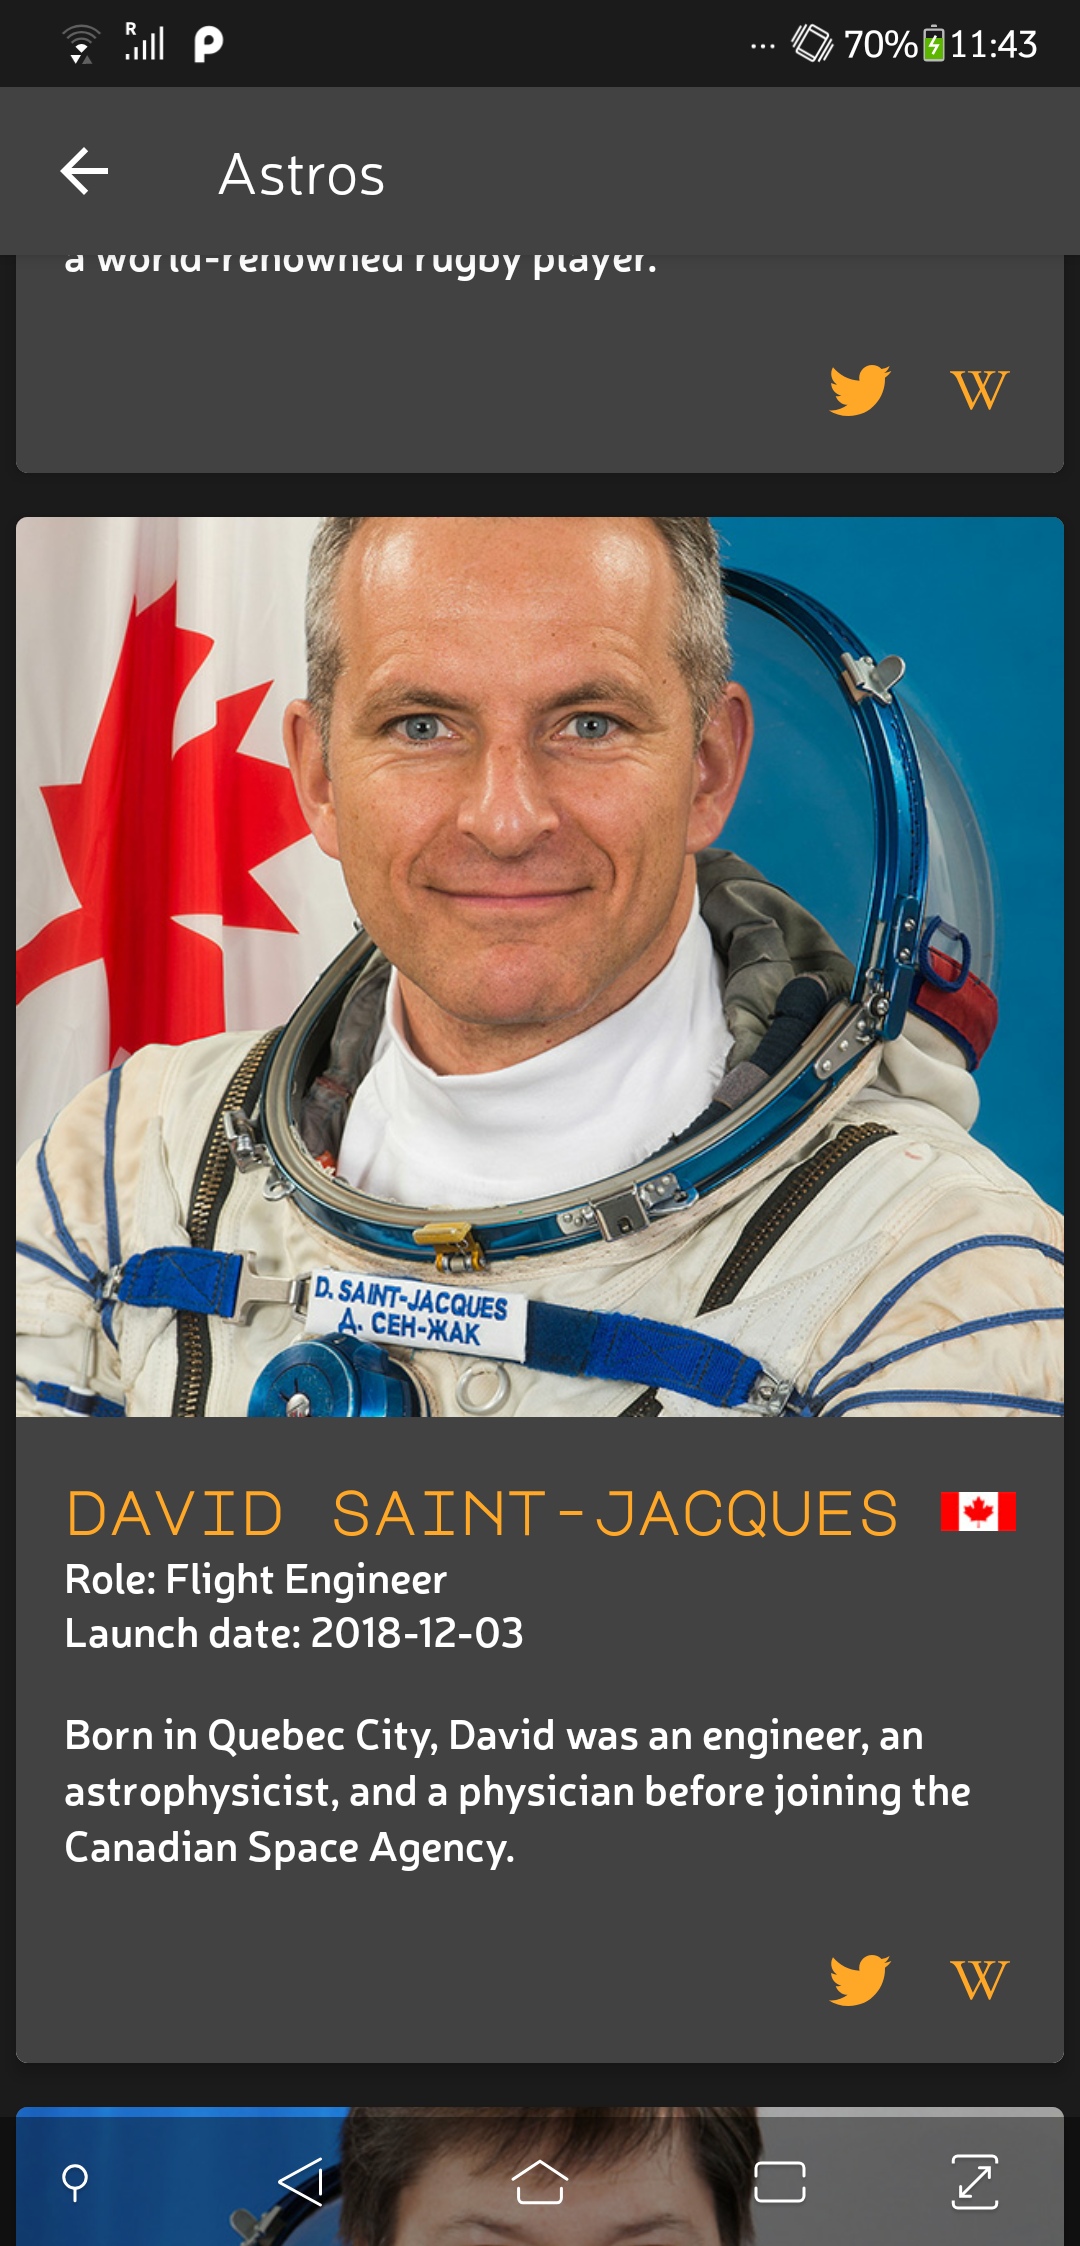 R
70% 11:43
Astros
a world-renowned rugby player.
W
D. SAINT-JACQUES
Д. СЕН-ЖАК
DAVID SAINT-JACQUES
Role: Flight Engineer
Launch date: 2018-12-03
Born in Quebec City, David was an engineer, an
astrophysicist, and a physician before joining the
Canadian Space Agency.
W